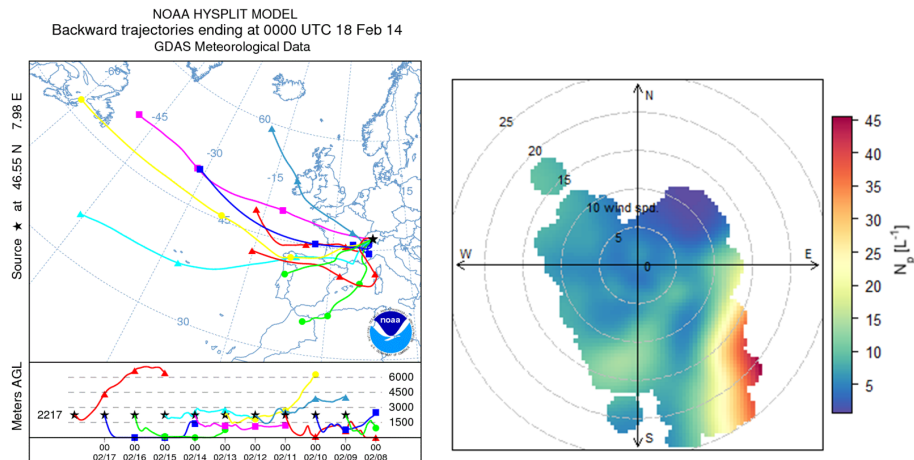 NOAA HYSPLIT MODEL
Backward trajectories ending at 0000 UTC 18 Feb 14
GDAS Meteorological Data
Source ★ at 46.55 N 7.98 E
-60
-45
-30
-15
60
15
45
30
noaa
Meters AGL
2217
6000
4500
3000
1500
00 00 00 00 00 00 00 00 00 00
02/17 02/16 02/15 02/14 02/13 02/12 02/11 02/10 02/09 02/08
N
25
20
15
10 wind spd.
5
0
W
E
S
45
40
35
30
25
20
15
10
5
Np [L⁻¹]